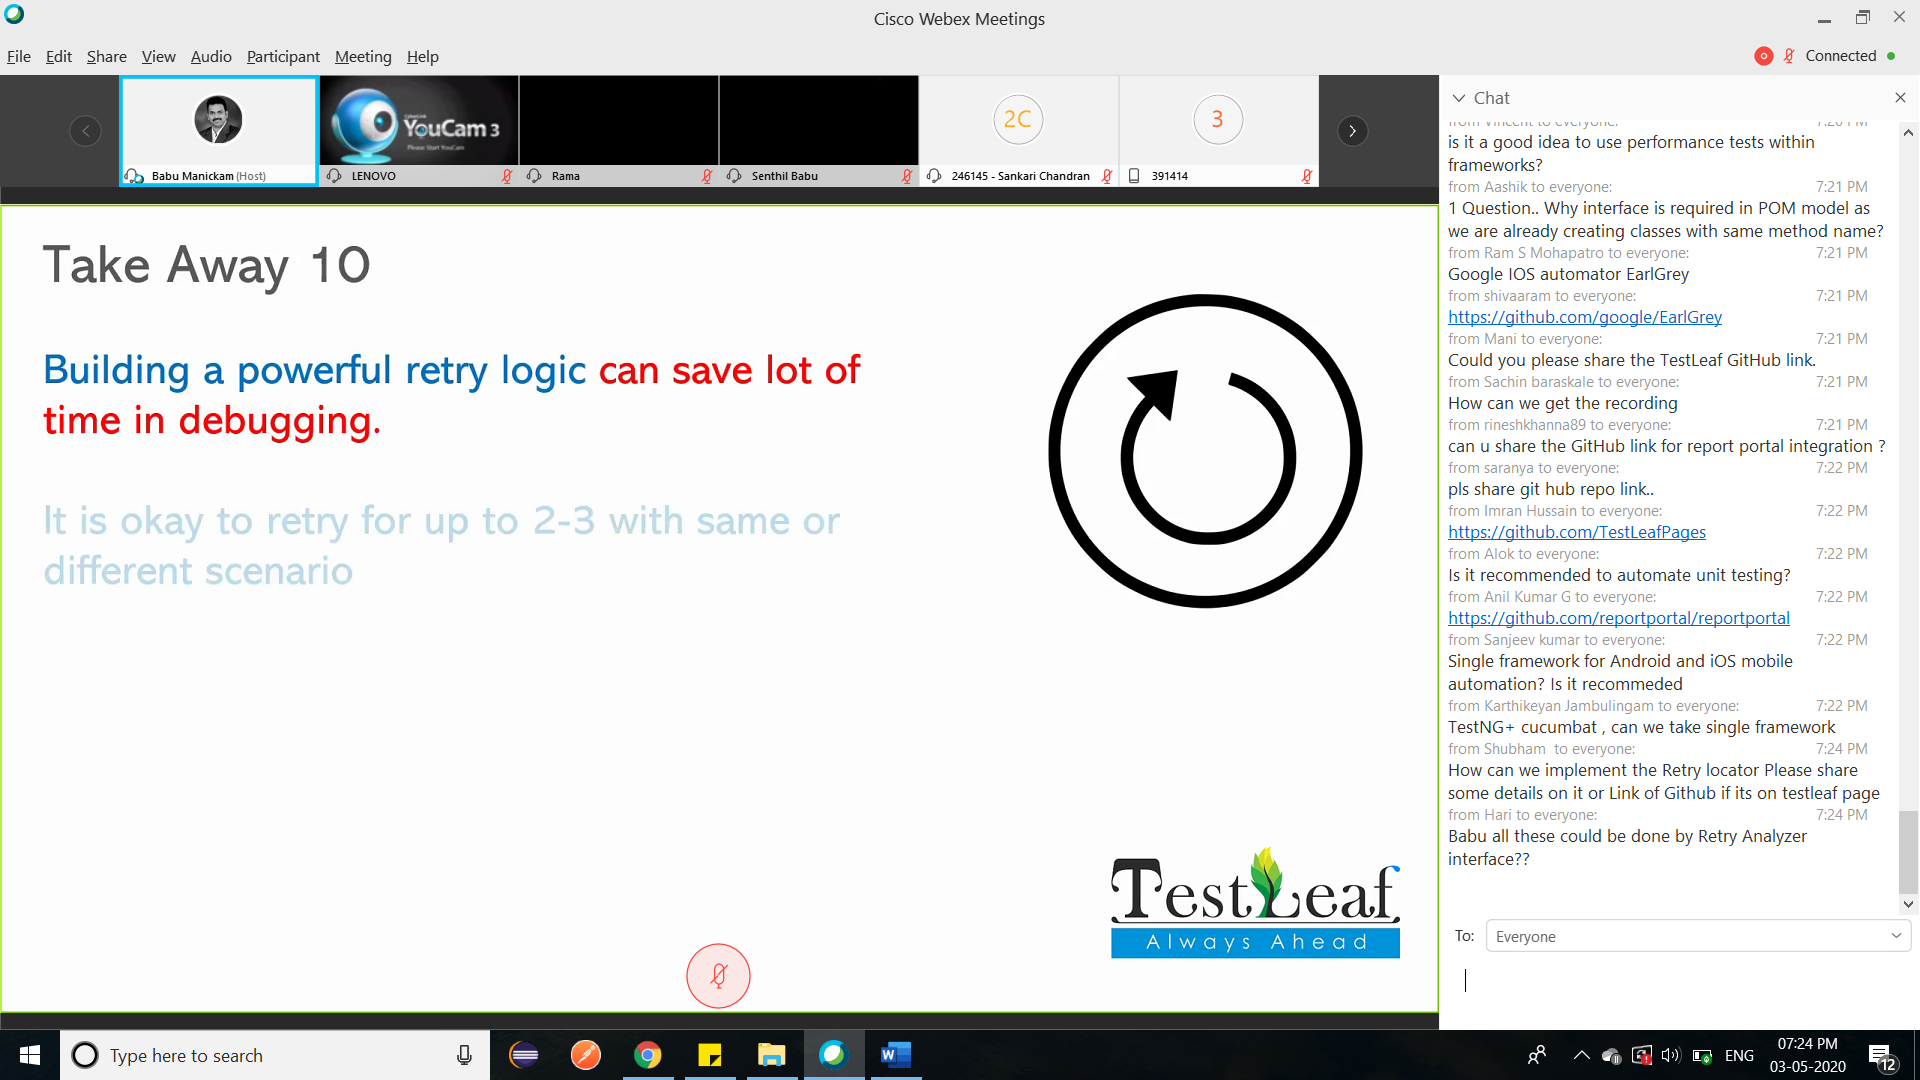 Cisco Webex Meetings
File Edit Share View Audio Participant Meeting Help
Connected
CyberLink
YouCam 3
Please Start YouCam
2C
3
Babu Manickam (Host)
LENOVO
Rama
Senthil Babu
246145 - Sankari Chandran
391414
Take Away 10
Building a powerful retry logic can save lot of
time in debugging.
It is okay to retry for up to 2-3 with same or
different scenario
TestLeaf
Always Ahead
Chat
from Vincent to everyone: 7:20 PM
is it a good idea to use performance tests within
frameworks?
from Aashik to everyone: 7:21 PM
1 Question.. Why interface is required in POM model as
we are already creating classes with same method name?
from Ram S Mohapatro to everyone: 7:21 PM
Google IOS automator EarlGrey
from shivaaram to everyone: 7:21 PM
https://github.com/google/EarlGrey
from Mani to everyone: 7:21 PM
Could you please share the TestLeaf GitHub link.
from Sachin baraskale to everyone: 7:21 PM
How can we get the recording
from rineshkhanna89 to everyone: 7:21 PM
can u share the GitHub link for report portal integration ?
from saranya to everyone: 7:22 PM
pls share git hub repo link..
from Imran Hussain to everyone: 7:22 PM
https://github.com/TestLeafPages
from Alok to everyone: 7:22 PM
Is it recommended to automate unit testing?
from Anil Kumar G to everyone: 7:22 PM
https://github.com/reportportal/reportportal
from Sanjeev kumar to everyone: 7:22 PM
Single framework for Android and iOS mobile
automation? Is it recommeded
from Karthikeyan Jambulingam to everyone: 7:22 PM
TestNG+ cucumbat , can we take single framework
from Shubham to everyone: 7:24 PM
How can we implement the Retry locator Please share
some details on it or Link of Github if its on testleaf page
from Hari to everyone: 7:24 PM
Babu all these could be done by Retry Analyzer
interface??
To: Everyone
Type here to search
ENG
07:24 PM
03-05-2020
12